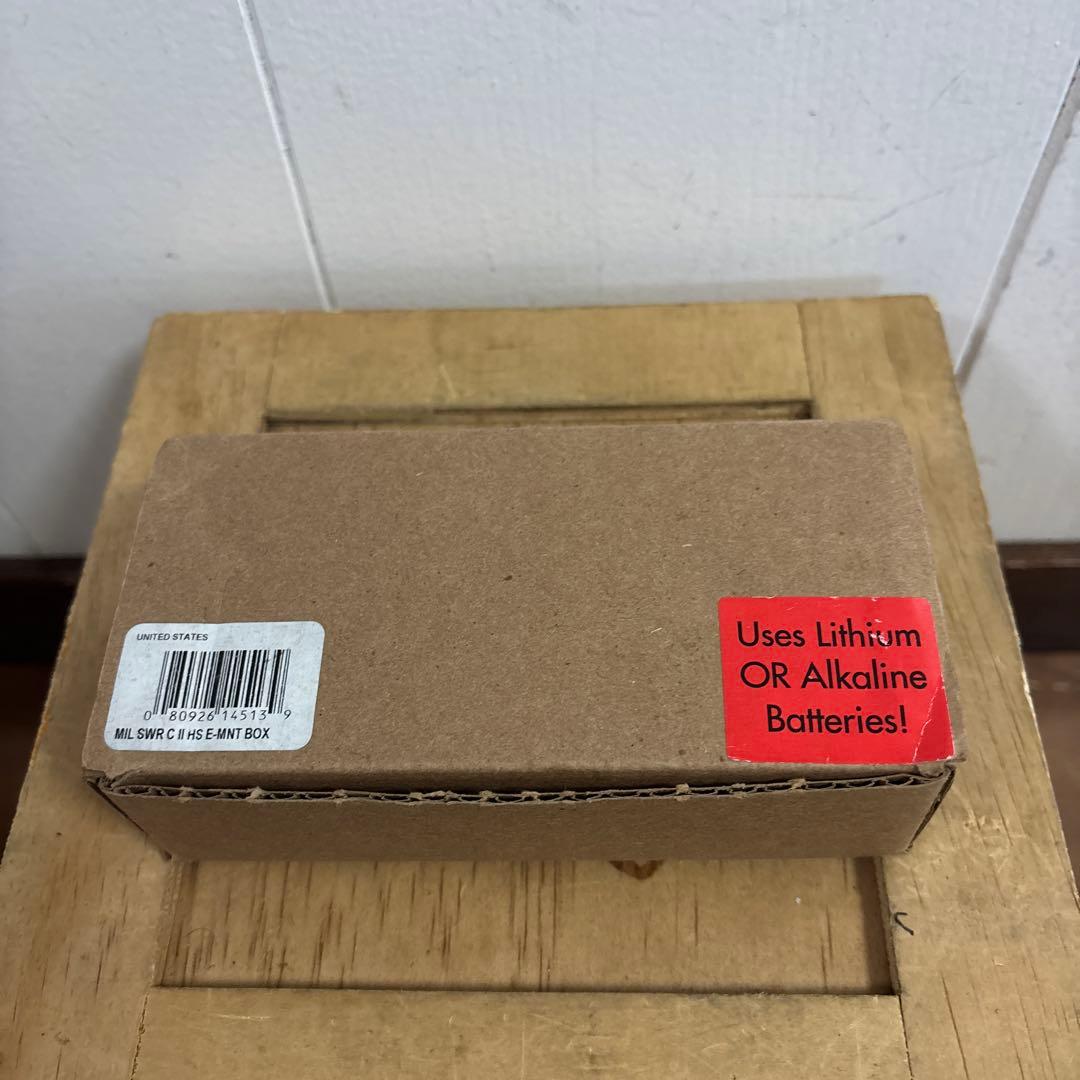 UNITED STATES
0 80926 14513 9
MIL SWR C II HS E-MNT BOX
Uses Lithium
OR Alkaline
Batteries!